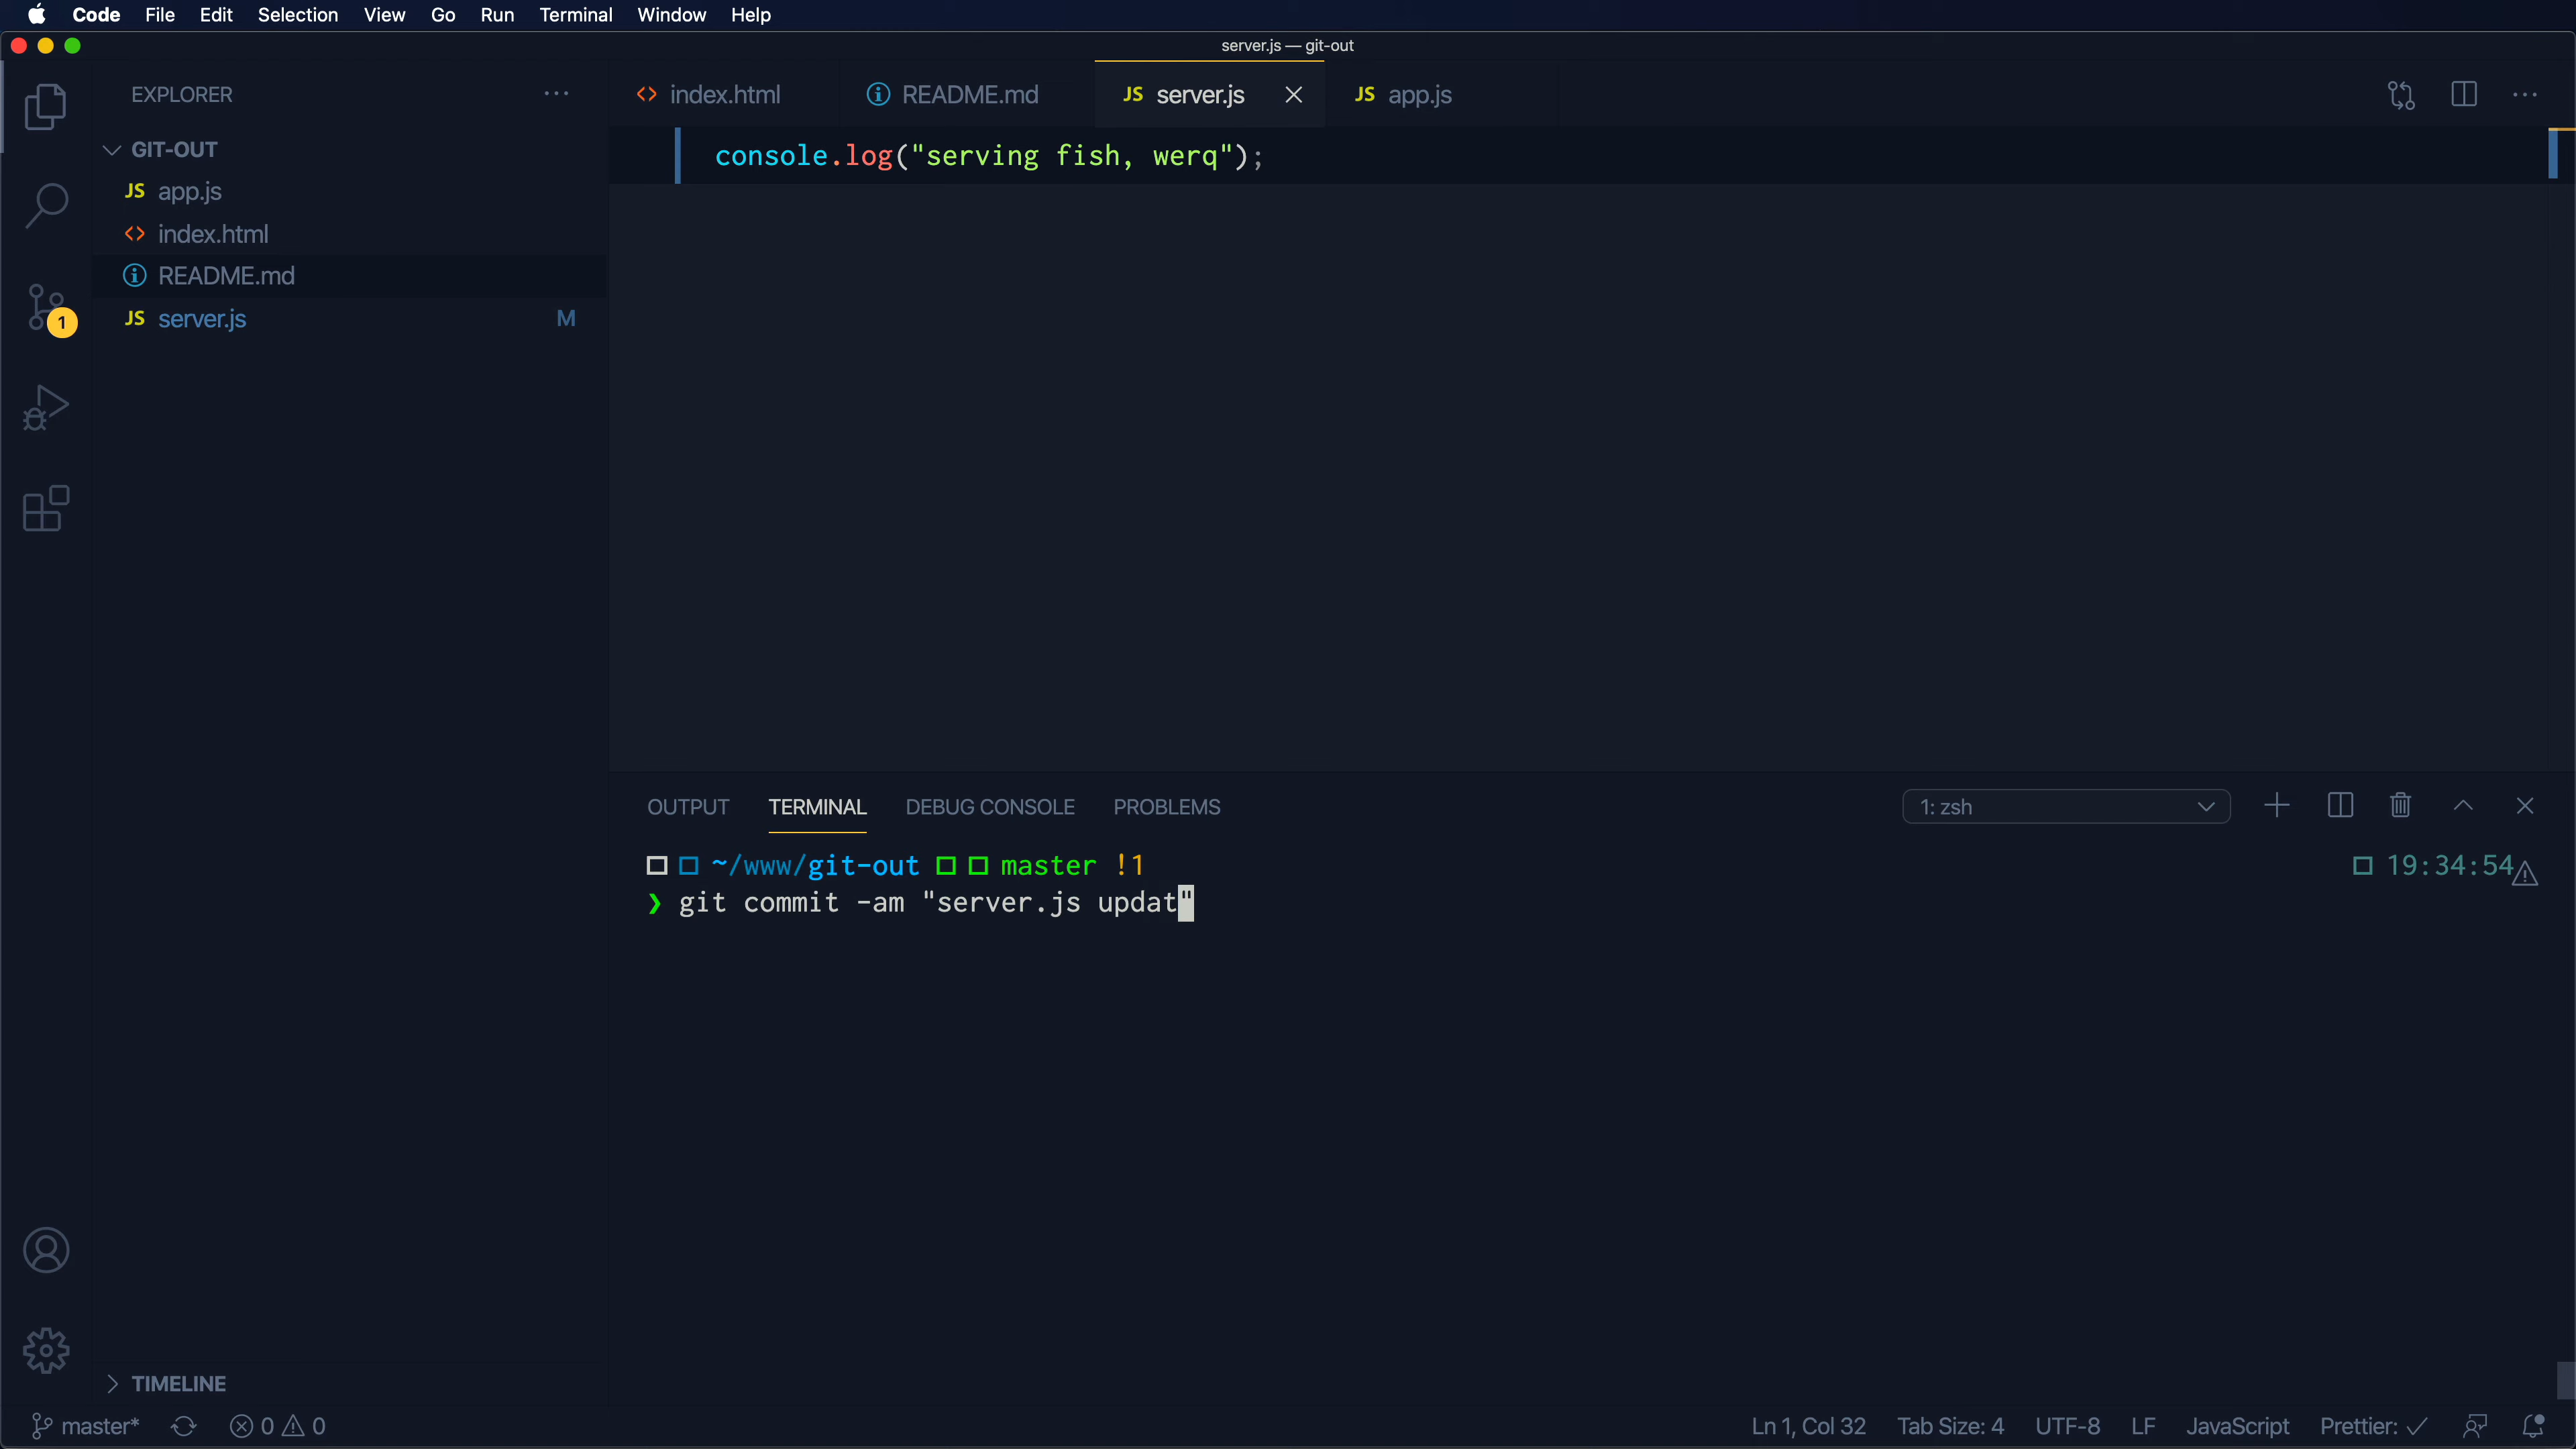 Code File Edit Selection View Go Run Terminal Window Help
server.js — git-out
EXPLORER ···
index.html README.md JS server.js JS app.js ···
GIT-OUT
JS app.js
index.html
README.md
JS server.js M
1
console.log("serving fish, werq");
OUTPUT TERMINAL DEBUG CONSOLE PROBLEMS 1: zsh
~/www/git-out master !1 19:34:54
❯ git commit -am "server.js updat"
TIMELINE
master* 0 0 Ln 1, Col 32 Tab Size: 4 UTF-8 LF JavaScript Prettier: ✓